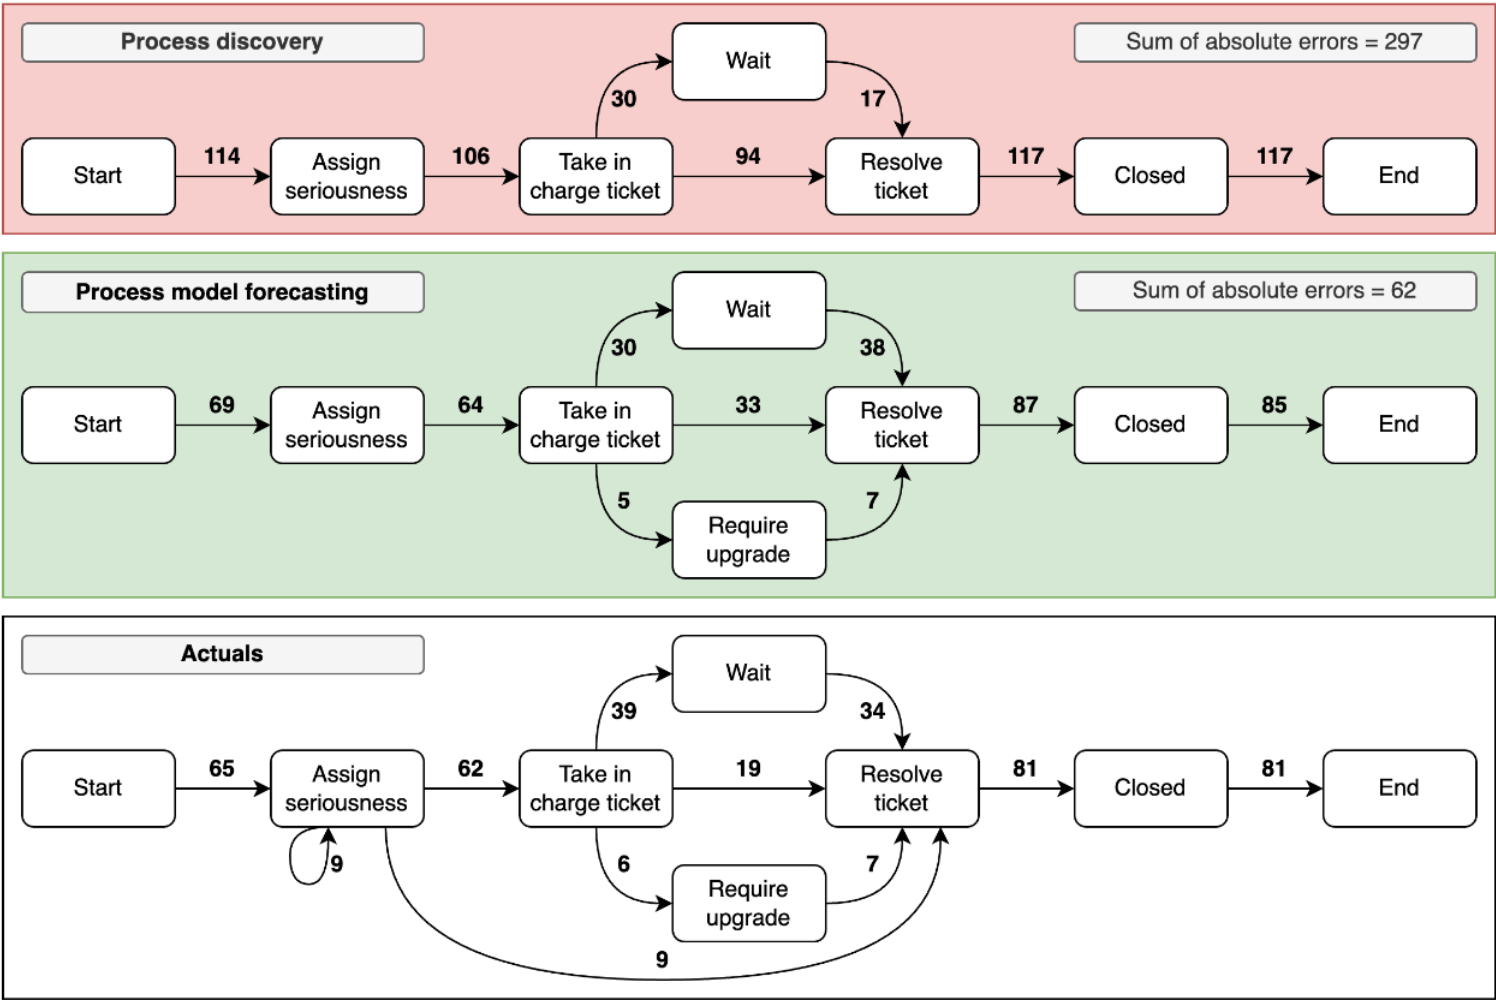 Process discovery
Sum of absolute errors = 297
Wait
30
17
Start
114
Assign
seriousness
106
Take in
charge ticket
94
Resolve
ticket
117
Closed
117
End
Process model forecasting
Sum of absolute errors = 62
Wait
30
38
Start
69
Assign
seriousness
64
Take in
charge ticket
33
Resolve
ticket
87
Closed
85
End
5
7
Require
upgrade
Actuals
Wait
39
34
Start
65
Assign
seriousness
62
Take in
charge ticket
19
Resolve
ticket
81
Closed
81
End
9
6
7
Require
upgrade
9